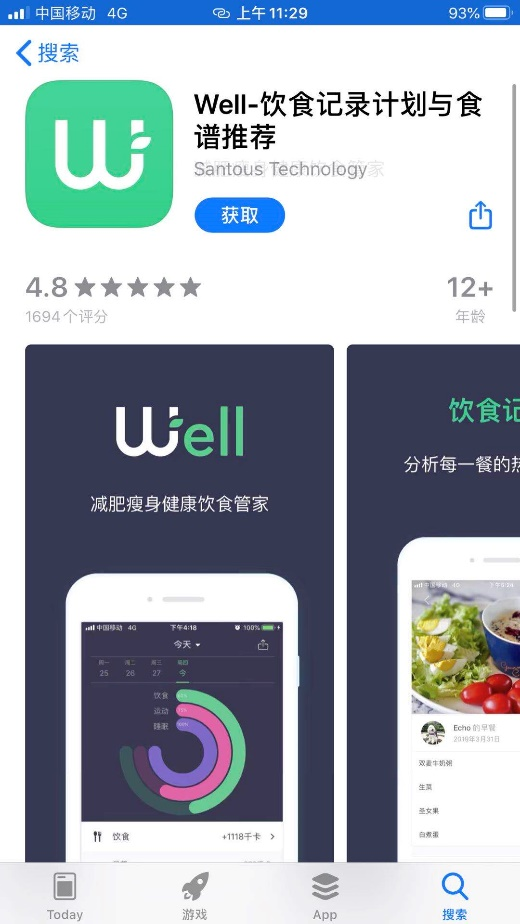 中国移动 4G 上午11:29 93%
搜索
Well-饮食记录计划与食
谱推荐
Santous Technology
获取
4.8 ★★★★★ 12+
1694个评分 年龄
Well
减肥瘦身健康饮食管家
饮食记
分析每一餐的热
中国移动 4G 下午4:18 100%
今天
周一 周二 周三 周四
25 26 27 今
饮食
运动
睡眠
饮食 +1118千卡
Echo 的早餐
2016年3月31日
双麦牛奶粥
生菜
圣女果
白煮蛋
Today 游戏 App 搜索